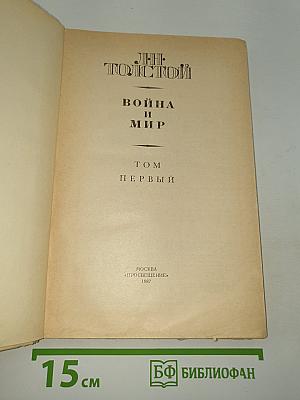 Л·Н·
ТОЛСТОЙ
ВОЙНА
И
МИР
ТОМ
ПЕРВЫЙ
МОСКВА
«ПРОСВЕЩЕНИЕ»
1987
15 см
БФ БИБЛИОФАН